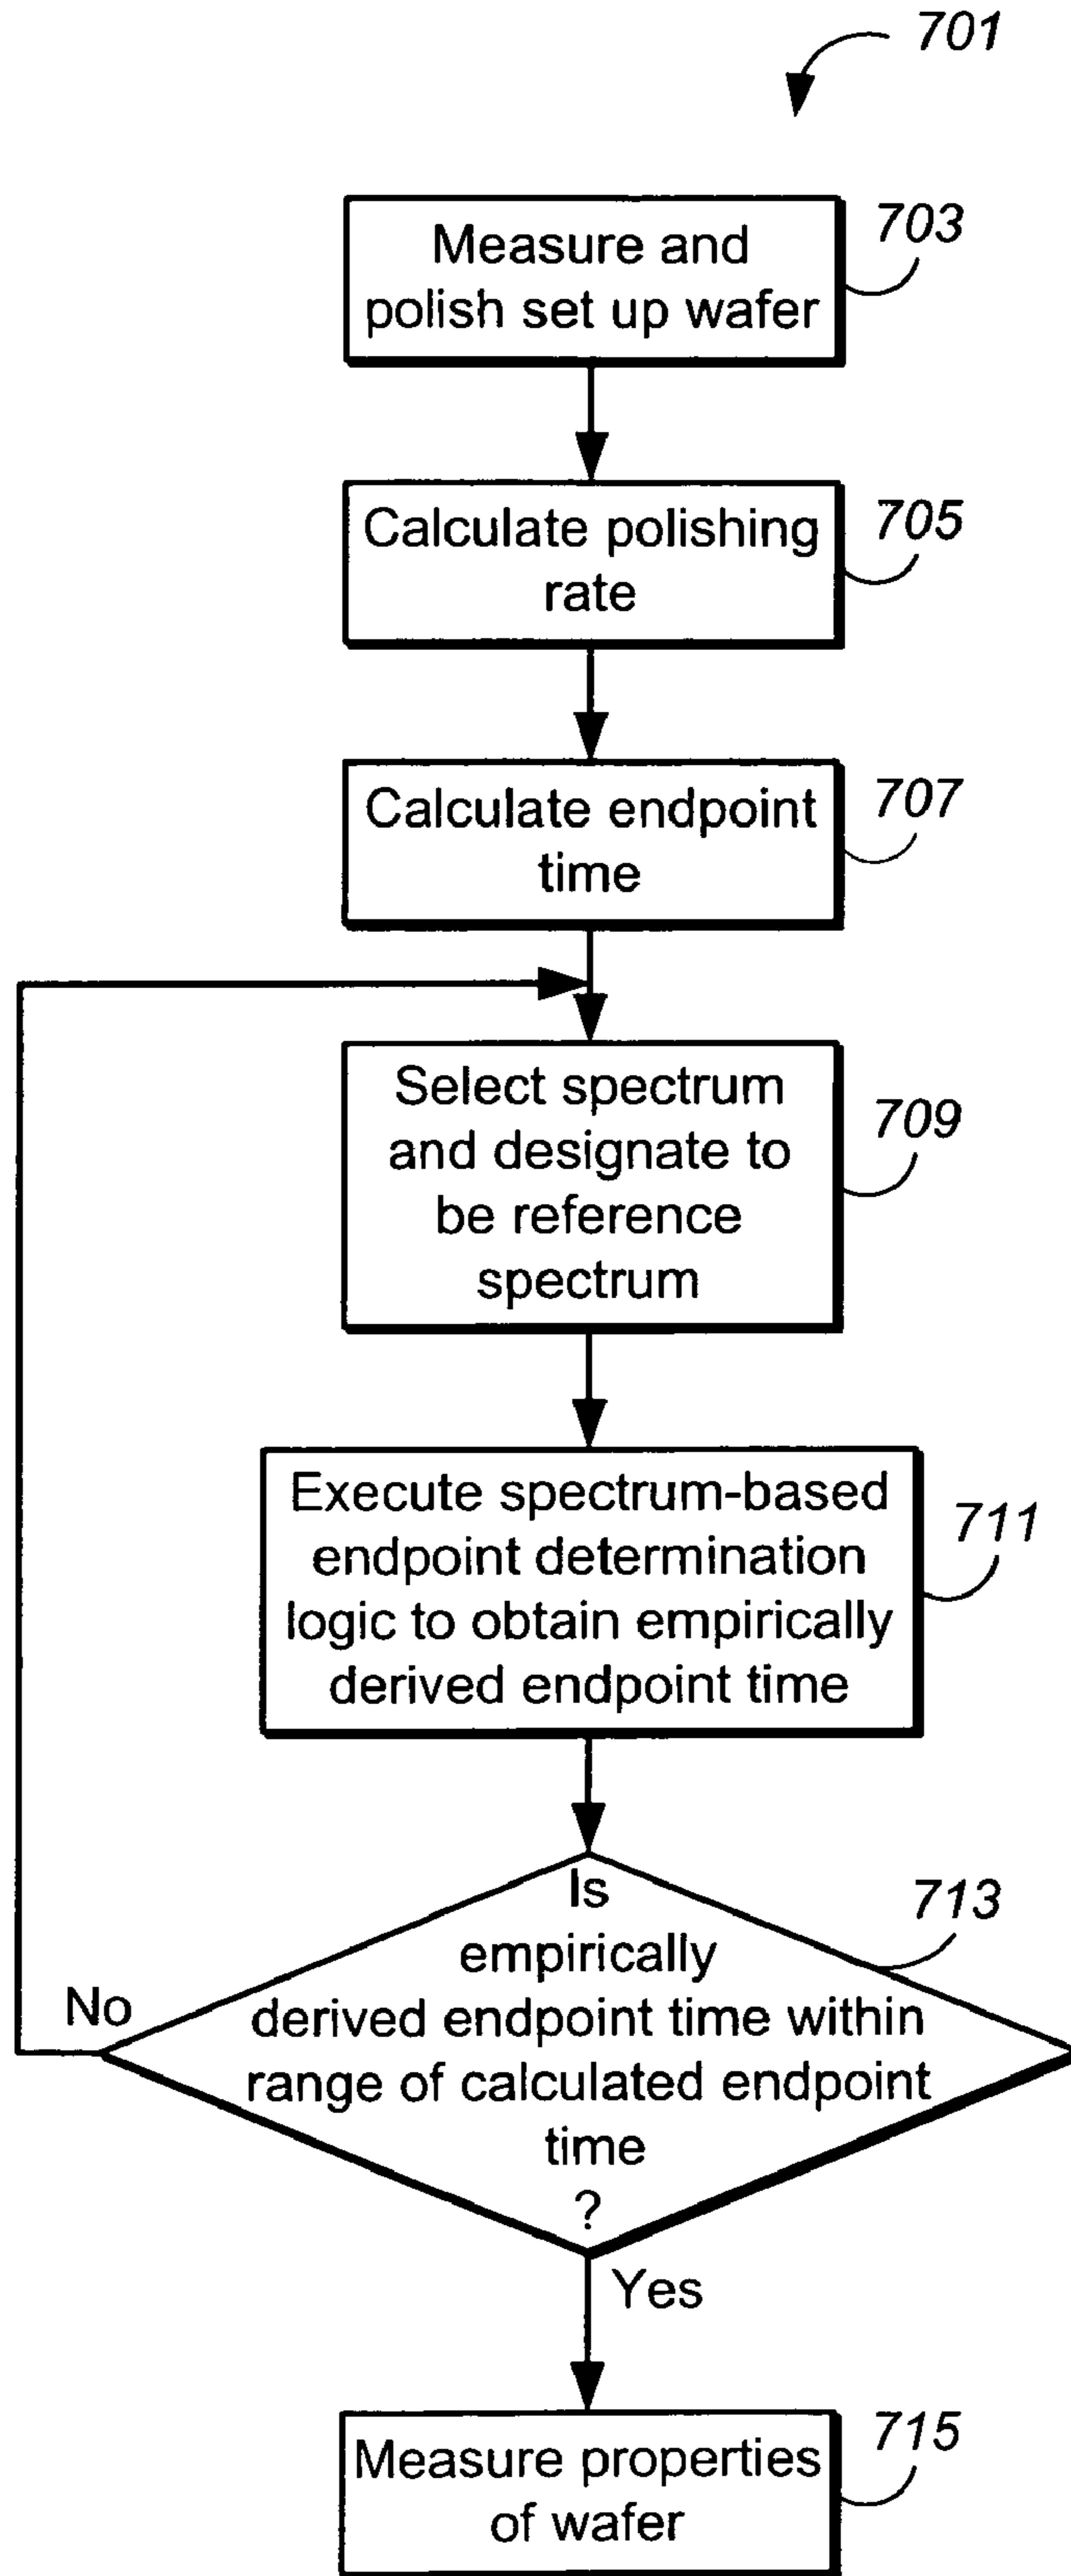 701
Measure and
polish set up wafer
703
Calculate polishing
rate
705
Calculate endpoint
time
707
Select spectrum
and designate to
be reference
spectrum
709
Execute spectrum-based
endpoint determination
logic to obtain empirically
derived endpoint time
711
Is
empirically
derived endpoint time within
range of calculated endpoint
time
?
713
No
Yes
Measure properties
of wafer
715